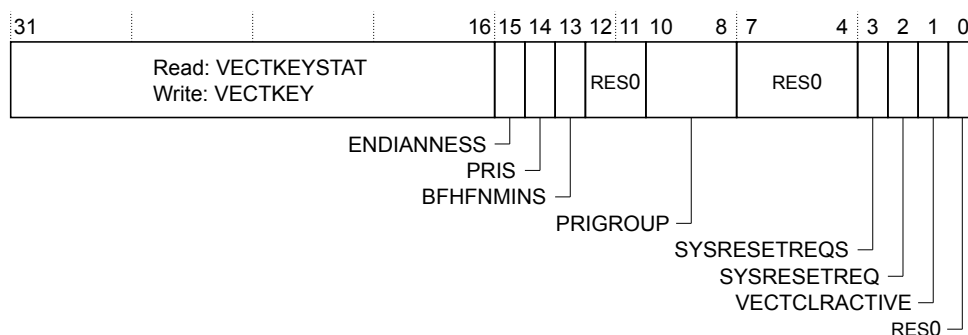 31 16 15 14 13 12 11 10 8 7 4 3 2 1 0
Read: VECTKEYSTAT
Write: VECTKEY
RES0
RES0
ENDIANNESS
PRIS
BFHFNMINS
PRIGROUP
SYSRESETREQS
SYSRESETREQ
VECTCLRACTIVE
RES0